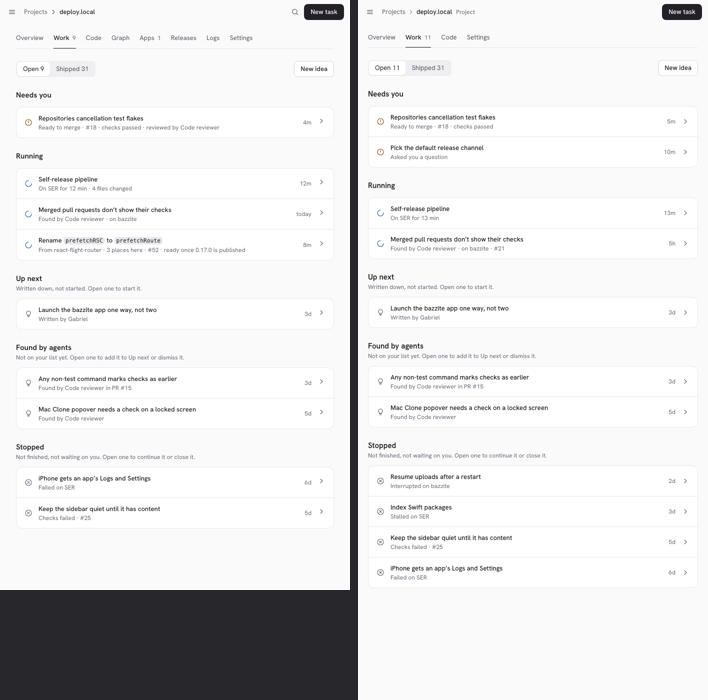 Projects > deploy.local
New task
Overview Work 9 Code Graph Apps 1 Releases Logs Settings
Open 9 Shipped 31
New idea
Needs you
Repositories cancellation test flakes
Ready to merge · #18 · checks passed · reviewed by Code reviewer
4m
Running
Self-release pipeline
On SER for 12 min · 4 files changed
12m
Merged pull requests don’t show their checks
Found by Code reviewer · on bazzite
today
Rename prefetchRSC to prefetchRoute
From react-flight-router · 3 places here · #52 · ready once 0.17.0 is published
8m
Up next
Written down, not started. Open one to start it.
Launch the bazzite app one way, not two
Written by Gabriel
3d
Found by agents
Not on your list yet. Open one to add it to Up next or dismiss it.
Any non-test command marks checks as earlier
Found by Code reviewer in PR #15
3d
Mac Clone popover needs a check on a locked screen
Found by Code reviewer
5d
Stopped
Not finished, not waiting on you. Open one to continue it or close it.
iPhone gets an app’s Logs and Settings
Failed on SER
6d
Keep the sidebar quiet until it has content
Checks failed · #25
5d
Projects > deploy.local Project
New task
Overview Work 11 Code Settings
Open 11 Shipped 31
New idea
Needs you
Repositories cancellation test flakes
Ready to merge · #18 · checks passed
5m
Pick the default release channel
Asked you a question
10m
Running
Self-release pipeline
On SER for 13 min
13m
Merged pull requests don’t show their checks
Found by Code reviewer · on bazzite · #21
5h
Up next
Written down, not started. Open one to start it.
Launch the bazzite app one way, not two
Written by Gabriel
3d
Found by agents
Not on your list yet. Open one to add it to Up next or dismiss it.
Any non-test command marks checks as earlier
Found by Code reviewer in PR #15
3d
Mac Clone popover needs a check on a locked screen
Found by Code reviewer
5d
Stopped
Not finished, not waiting on you. Open one to continue it or close it.
Resume uploads after a restart
Interrupted on bazzite
2d
Index Swift packages
Stalled on SER
3d
Keep the sidebar quiet until it has content
Checks failed · #25
5d
iPhone gets an app’s Logs and Settings
Failed on SER
6d